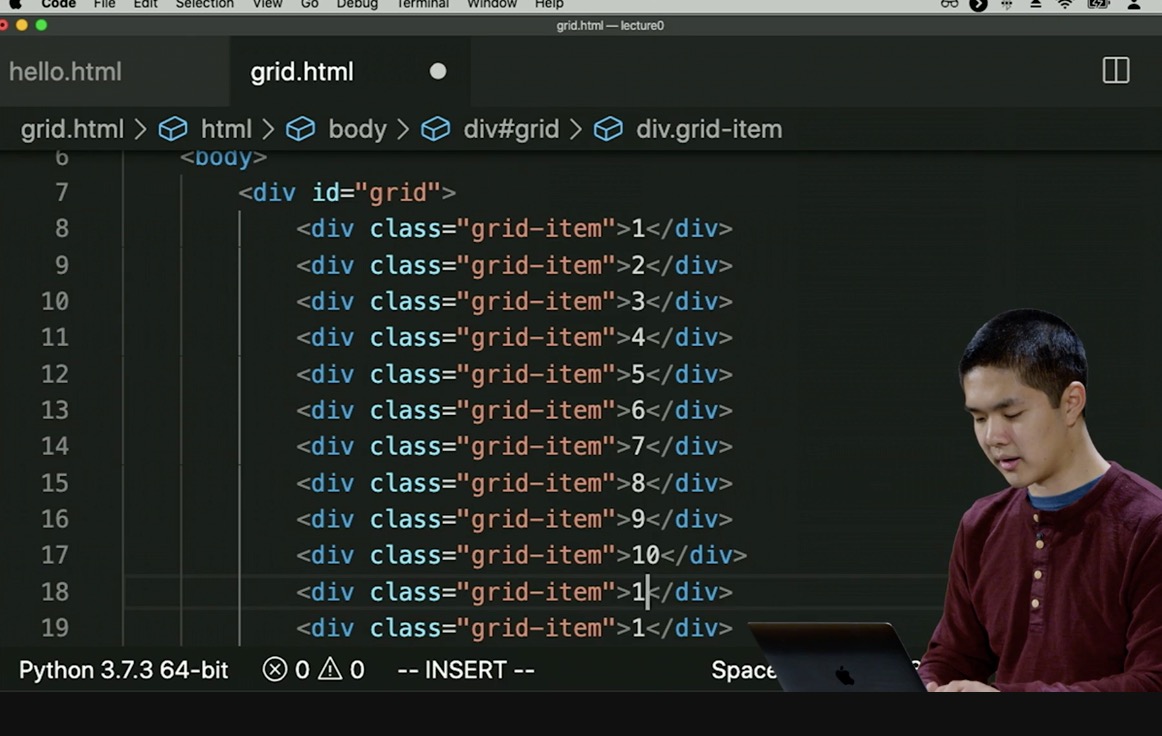 Code File Edit Selection View Go Debug Terminal Window Help
grid.html — lecture0
hello.html grid.html
grid.html > html > body > div#grid > div.grid-item
6 <body>
7 <div id="grid">
8 <div class="grid-item">1</div>
9 <div class="grid-item">2</div>
10 <div class="grid-item">3</div>
11 <div class="grid-item">4</div>
12 <div class="grid-item">5</div>
13 <div class="grid-item">6</div>
14 <div class="grid-item">7</div>
15 <div class="grid-item">8</div>
16 <div class="grid-item">9</div>
17 <div class="grid-item">10</div>
18 <div class="grid-item">1</div>
19 <div class="grid-item">1</div>
Python 3.7.3 64-bit 0 0 -- INSERT --